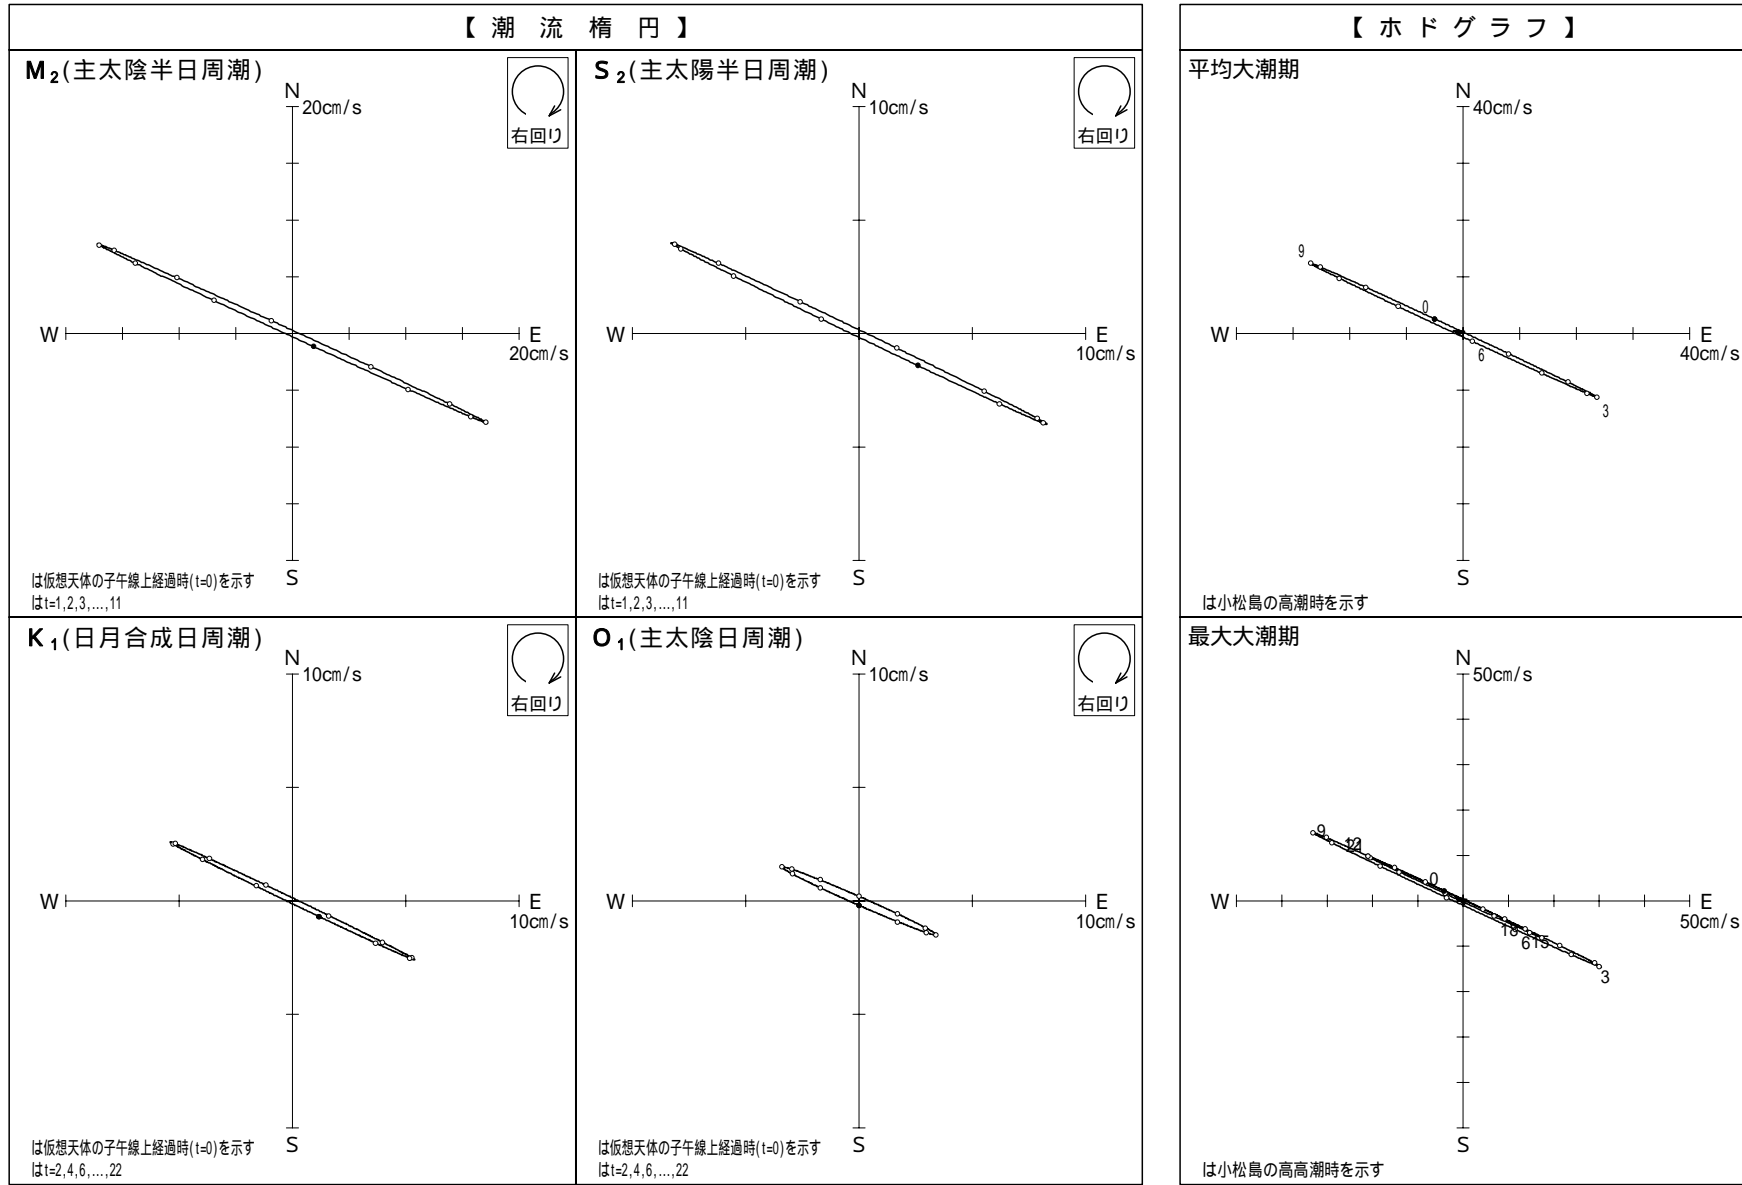 【 潮 流 楕 円 】
M₂(主太陰半日周潮)
右回り
N
20cm/s
W
E
20cm/s
S
は仮想天体の子午線上経過時(t=0)を示す
はt=1,2,3,...,11
S₂(主太陽半日周潮)
右回り
N
10cm/s
W
E
10cm/s
S
は仮想天体の子午線上経過時(t=0)を示す
はt=1,2,3,...,11
K₁(日月合成日周潮)
右回り
N
10cm/s
W
E
10cm/s
S
は仮想天体の子午線上経過時(t=0)を示す
はt=2,4,6,...,22
O₁(主太陰日周潮)
右回り
N
10cm/s
W
E
10cm/s
S
は仮想天体の子午線上経過時(t=0)を示す
はt=2,4,6,...,22
【 ホ ド グ ラ フ 】
平均大潮期
N
40cm/s
9
0
W
E
6
40cm/s
3
S
は小松島の高潮時を示す
最大大潮期
N
50cm/s
9
0
W
E
50cm/s
18
6
15
3
S
は小松島の高高潮時を示す